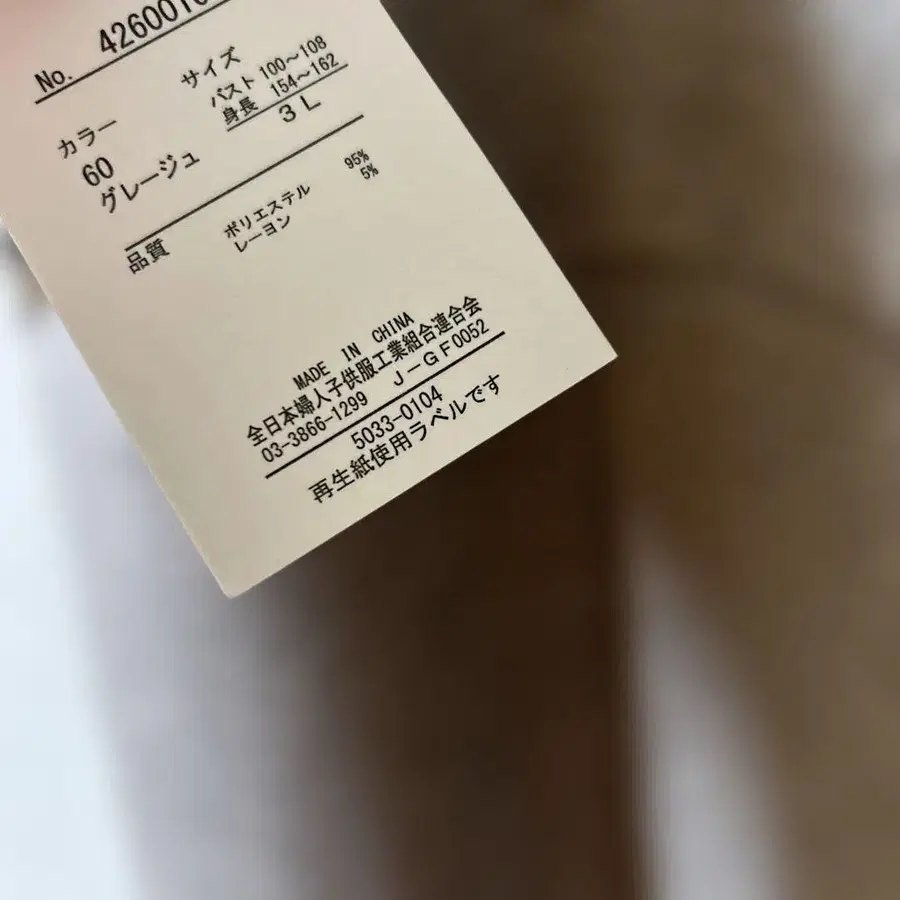 No. 4260010
カラー
60
グレージュ
サイズ
バスト 100～108
身長 154～162
3L
品質
ポリエステル 95%
レーヨン 5%
MADE IN CHINA
全日本婦人子供服工業組合連合会
03-3866-1299 J-GF0052
5033-0104
再生紙使用ラベルです